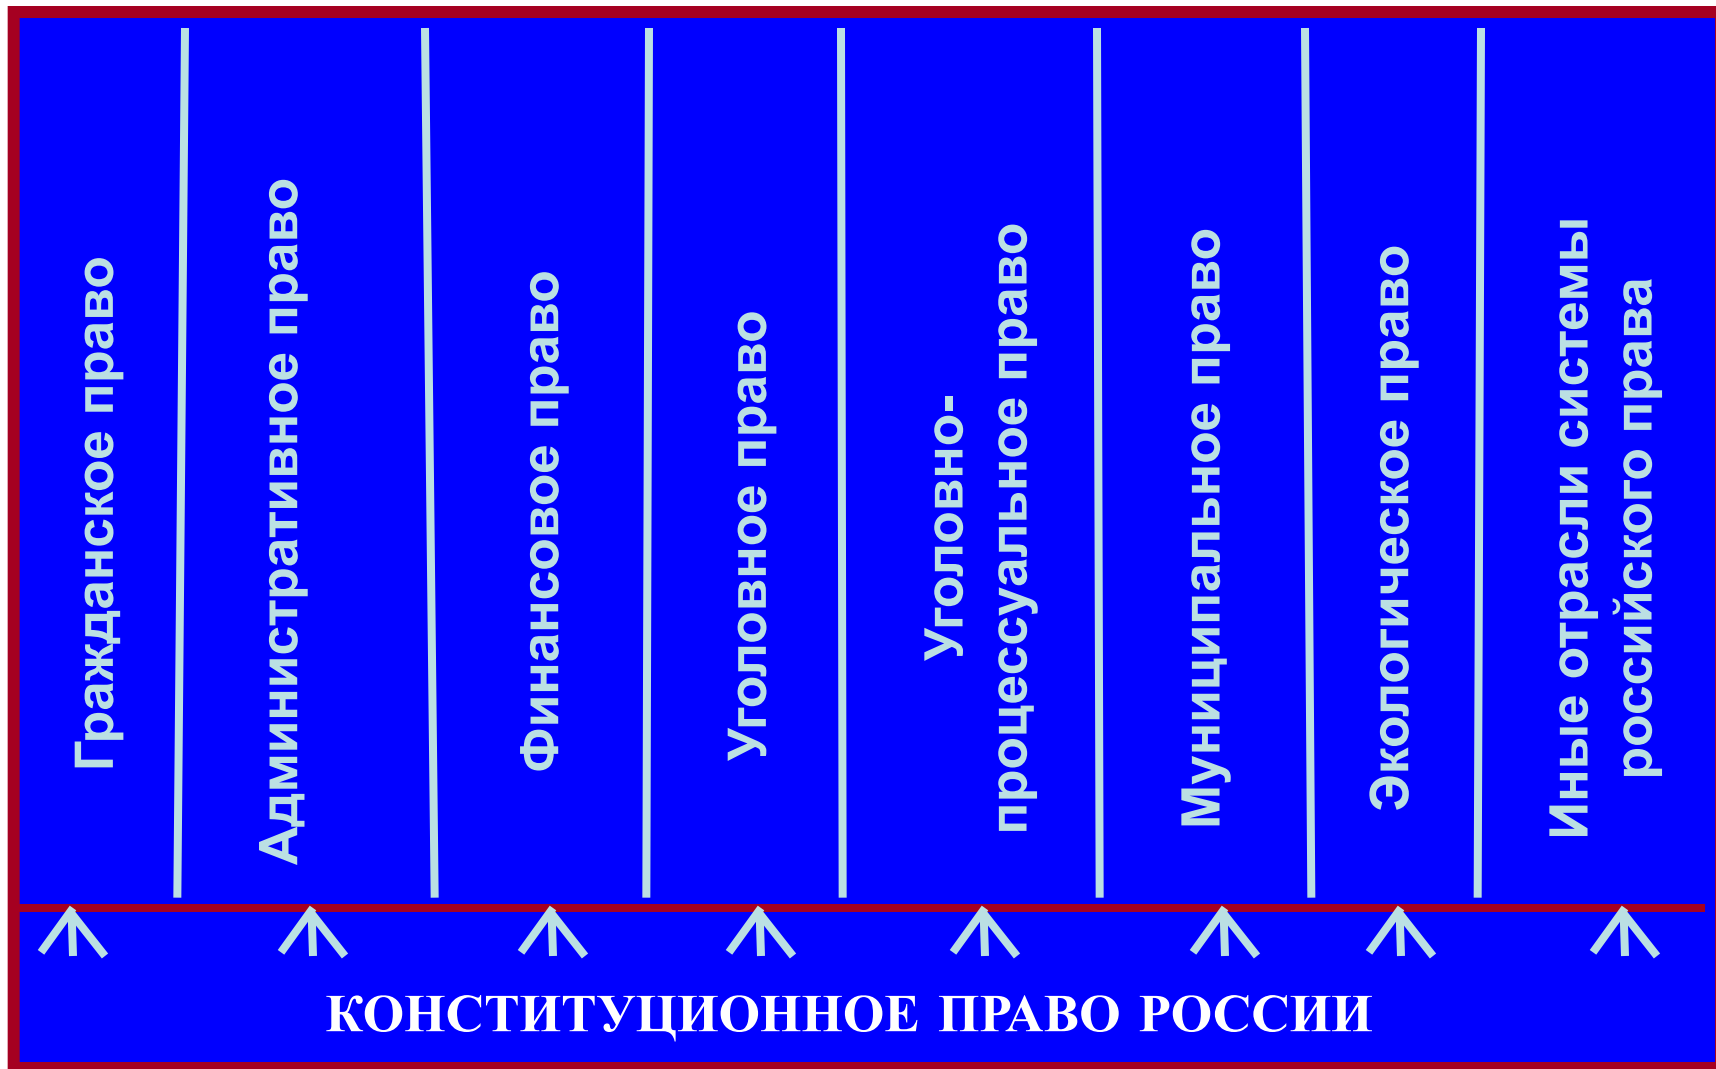 Гражданское право
Административное право
Финансовое право
Уголовное право
Уголовно-
процессуальное право
Муниципальное право
Экологическое право
Иные отрасли системы
российского права
КОНСТИТУЦИОННОЕ ПРАВО РОССИИ